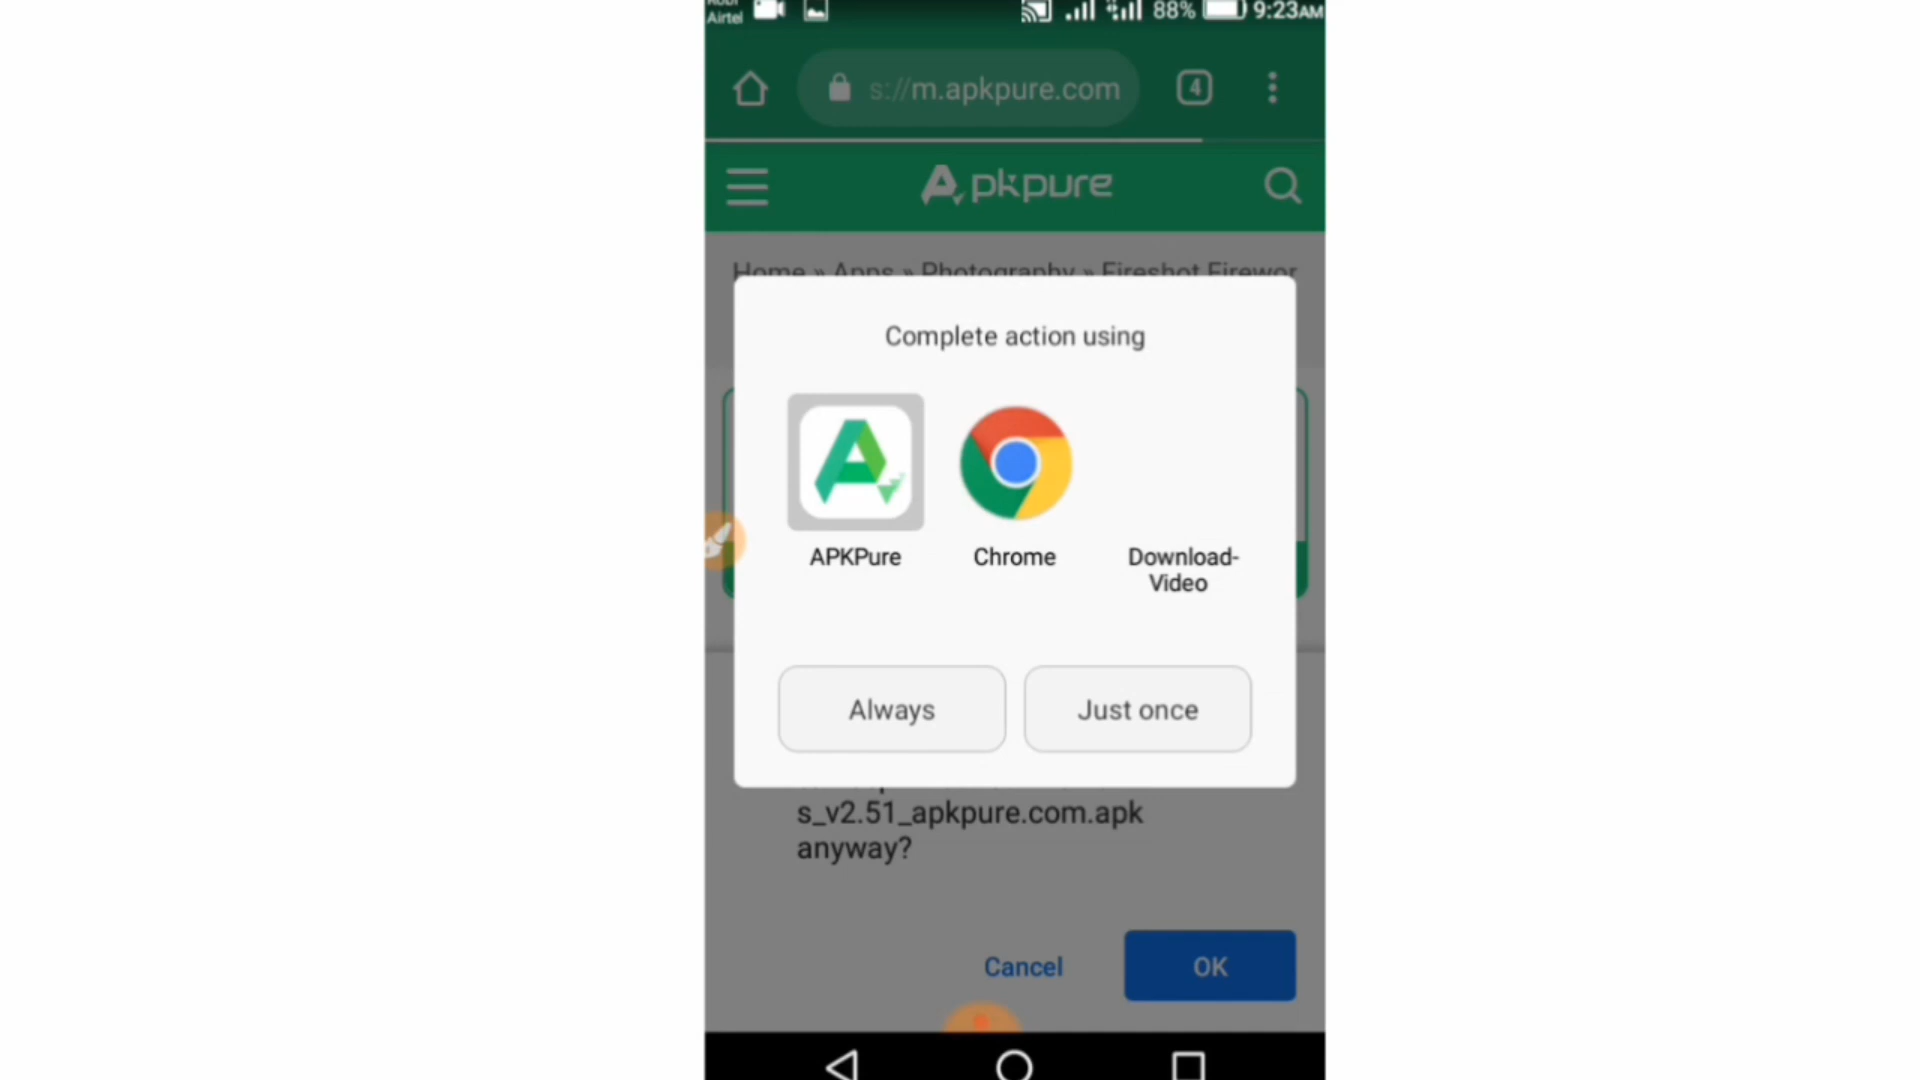 Robi
Airtel
88% 9:23AM
s://m.apkpure.com
4
Apkpure
Home » Apps » Photography » Fireshot Firewor
Complete action using
APKPure
Chrome
Download-
Video
Always
Just once
s_v2.51_apkpure.com.apk
anyway?
Cancel
OK